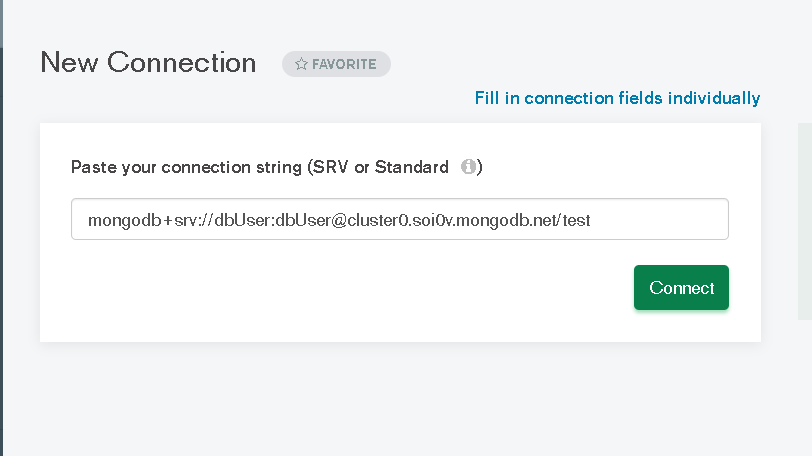 New Connection
FAVORITE
Fill in connection fields individually
Paste your connection string (SRV or Standard )
mongodb+srv://dbUser:dbUser@cluster0.soi0v.mongodb.net/test
Connect